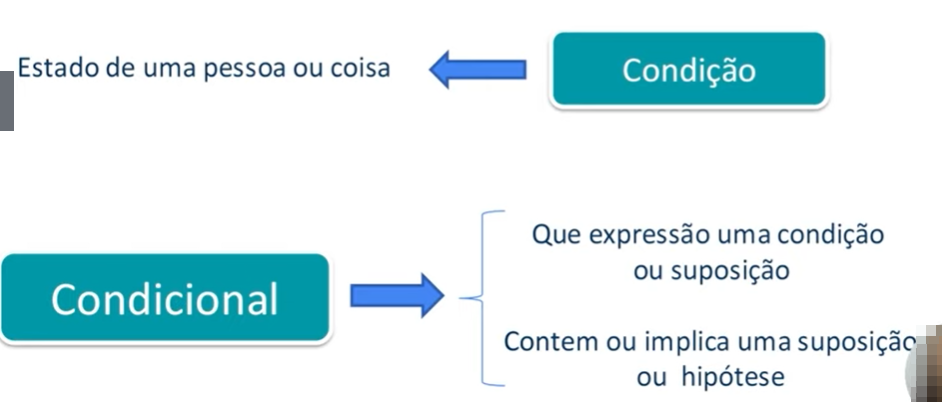 Estado de uma pessoa ou coisa
Condição
Condicional
Que expressão uma condição
ou suposição
Contem ou implica uma suposição
ou hipótese